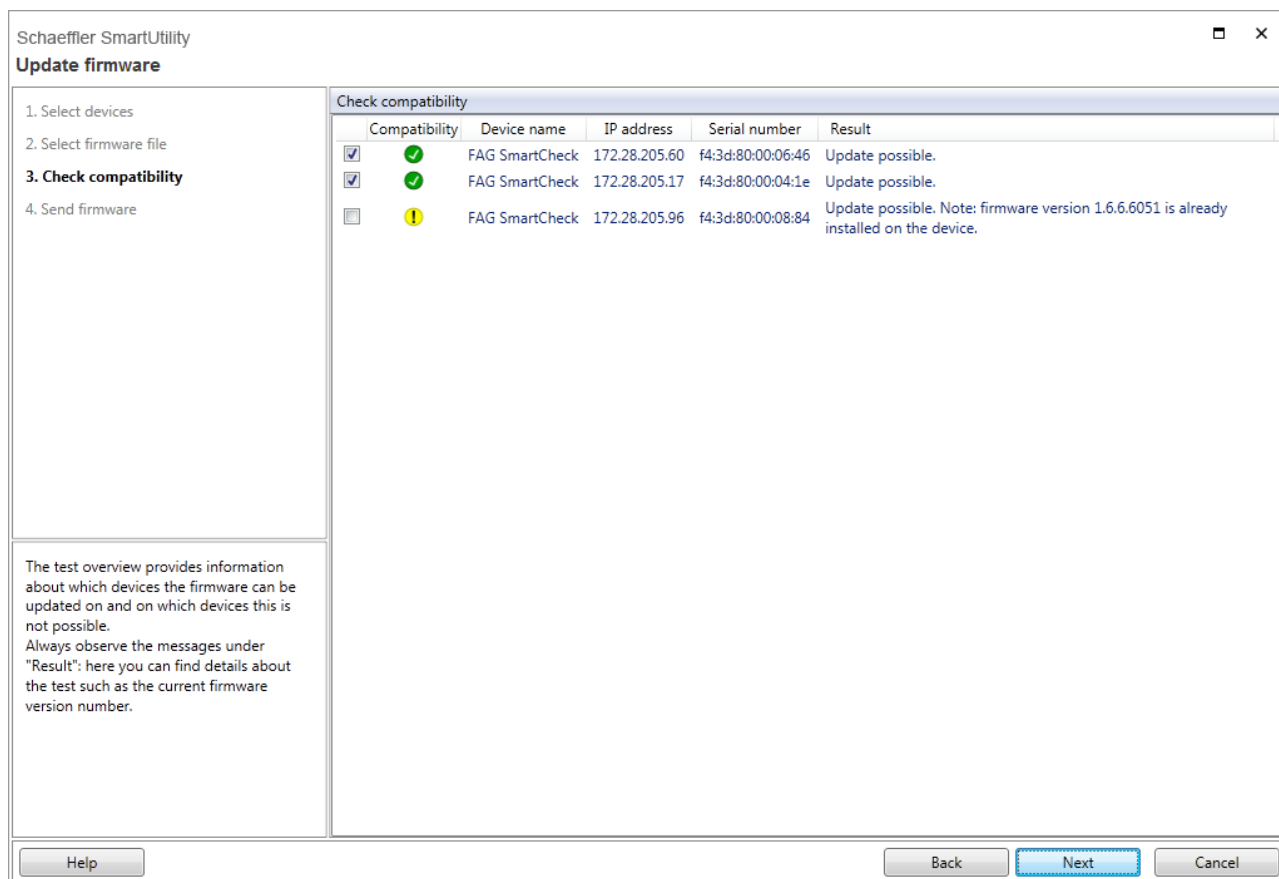 Schaeffler SmartUtility
Update firmware
1. Select devices
2. Select firmware file
3. Check compatibility
4. Send firmware
The test overview provides information
about which devices the firmware can be
updated on and on which devices this is
not possible.
Always observe the messages under
"Result": here you can find details about
the test such as the current firmware
version number.
Check compatibility
Compatibility Device name IP address Serial number Result
FAG SmartCheck 172.28.205.60 f4:3d:80:00:06:46 Update possible.
FAG SmartCheck 172.28.205.17 f4:3d:80:00:04:1e Update possible.
FAG SmartCheck 172.28.205.96 f4:3d:80:00:08:84 Update possible. Note: firmware version 1.6.6.6051 is already
installed on the device.
Help Back Next Cancel